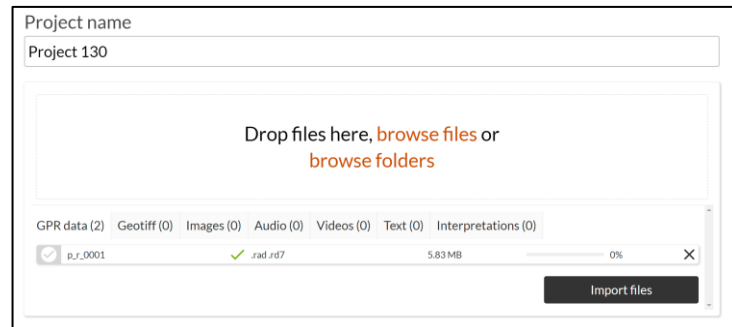 Project name
Project 130
Drop files here, browse files or
browse folders
GPR data (2) Geotiff (0) Images (0) Audio (0) Videos (0) Text (0) Interpretations (0)
p_r_0001 .rad .rd7 5.83 MB 0%
Import files